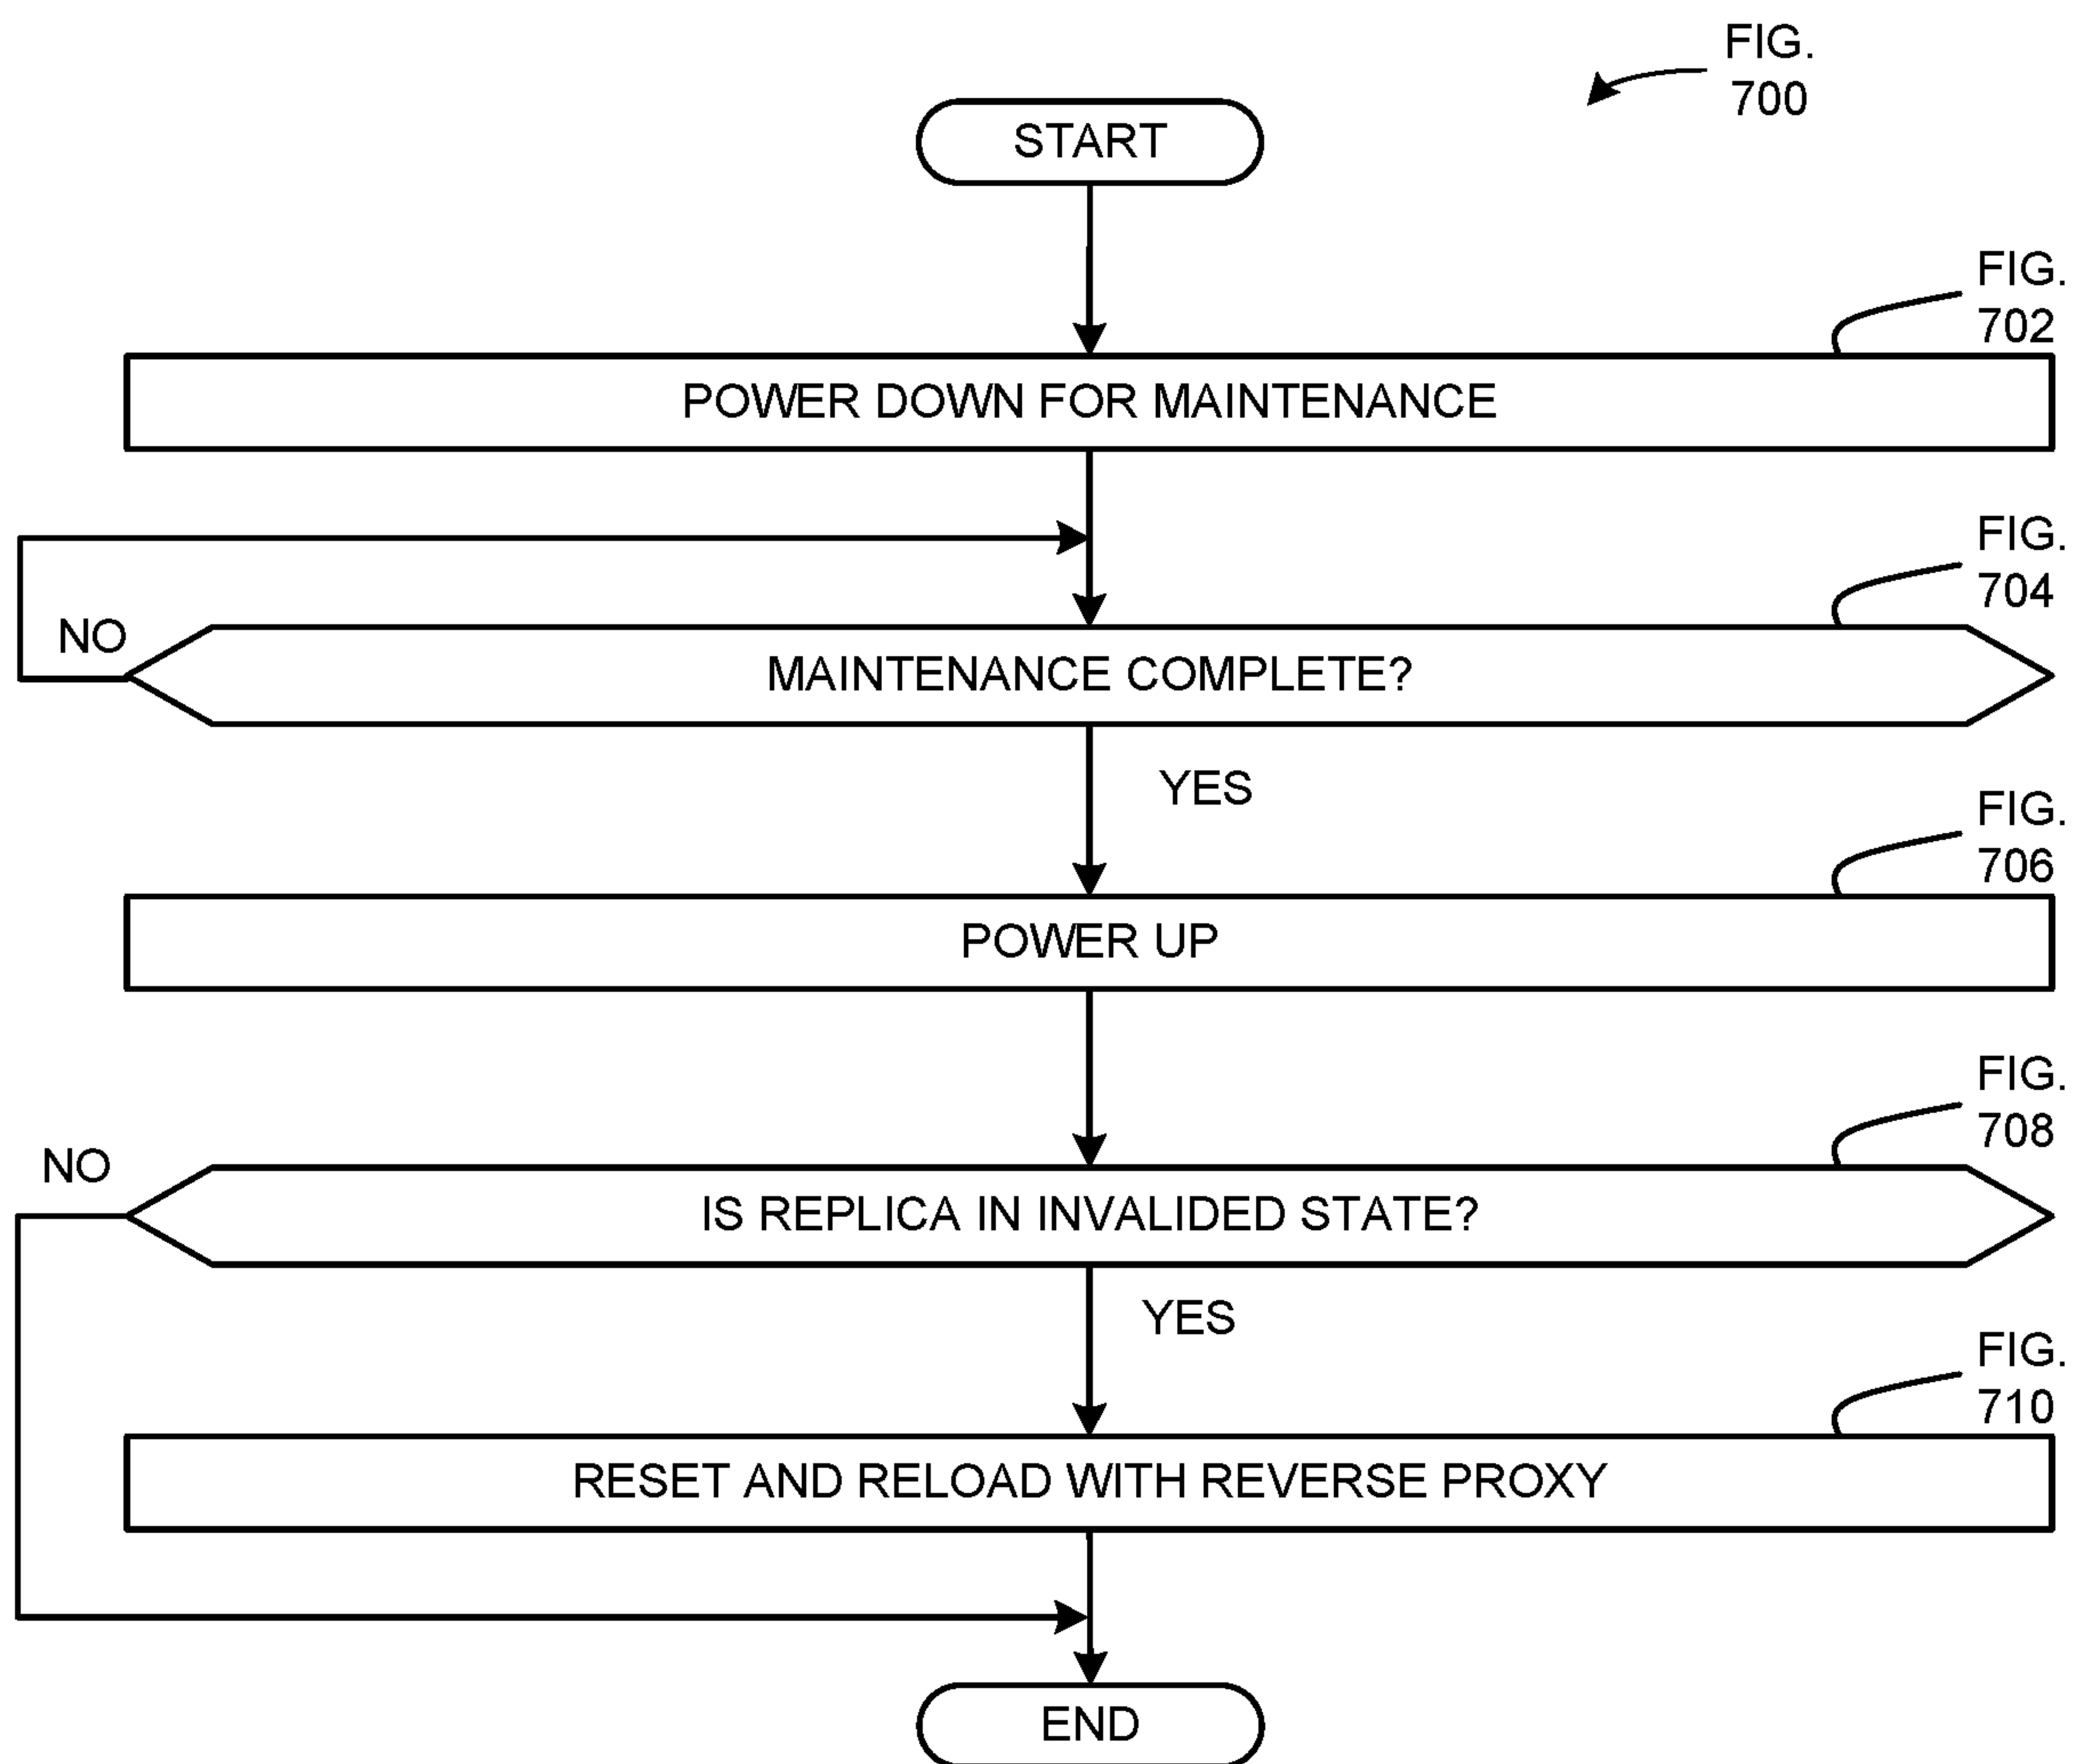 FIG.
700
START
FIG.
702
POWER DOWN FOR MAINTENANCE
FIG.
704
NO
MAINTENANCE COMPLETE?
YES
FIG.
706
POWER UP
FIG.
708
NO
IS REPLICA IN INVALIDED STATE?
YES
FIG.
710
RESET AND RELOAD WITH REVERSE PROXY
END